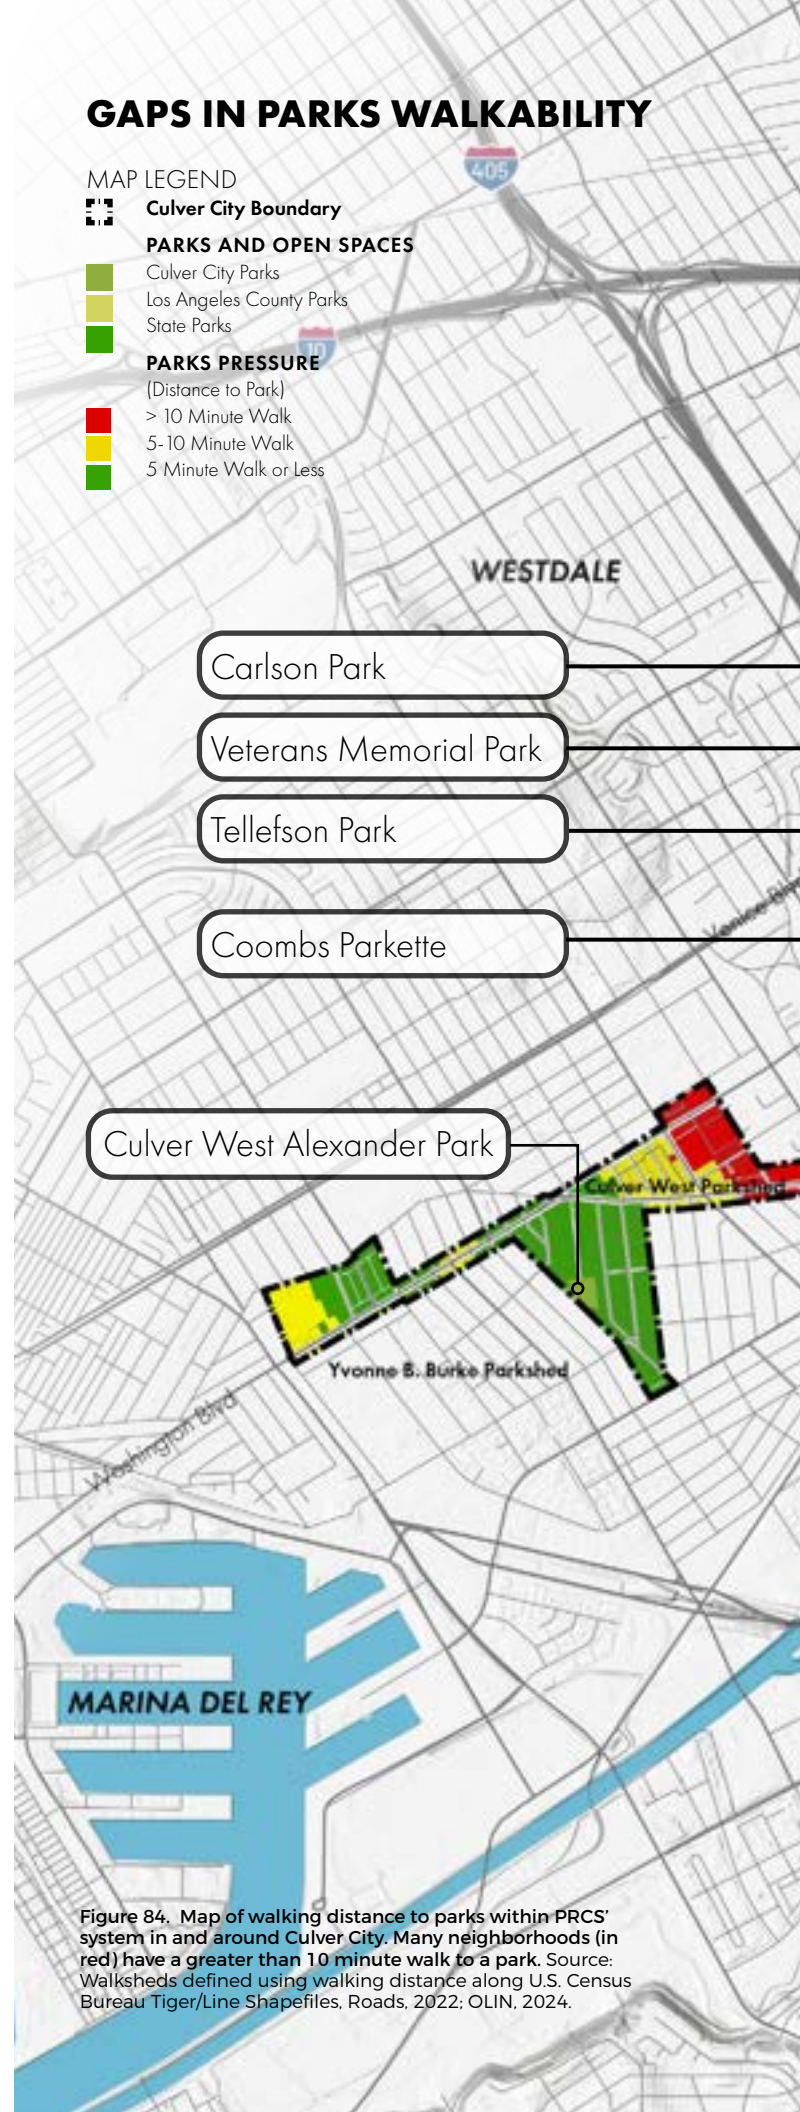 GAPS IN PARKS WALKABILITY
405
MAP LEGEND
Culver City Boundary
PARKS AND OPEN SPACES
Culver City Parks
Los Angeles County Parks
State Parks
10
PARKS PRESSURE
(Distance to Park)
> 10 Minute Walk
5-10 Minute Walk
5 Minute Walk or Less
WESTDALE
Carlson Park
Veterans Memorial Park
Tellefson Park
Venice Blvd
Coombs Parkette
Culver West Alexander Park
Culver West Parkshed
Yvonne B. Burke Parkshed
Washington Blvd
MARINA DEL REY
Figure 84. Map of walking distance to parks within PRCS’
system in and around Culver City. Many neighborhoods (in
red) have a greater than 10 minute walk to a park. Source:
Walksheds defined using walking distance along U.S. Census
Bureau Tiger/Line Shapefiles, Roads, 2022; OLIN, 2024.